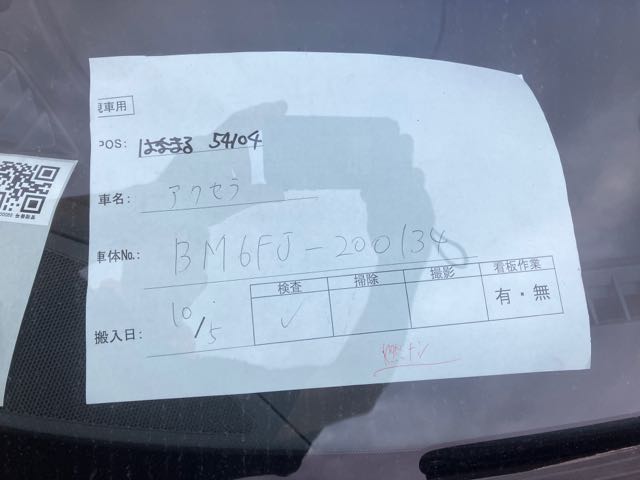 車用
POS: はなまる 54104
車名: アクセラ
車体No.: BM6FJ-200134
検査 掃除 撮影 看板作業
搬入日: 10/5 ✓ 有・無